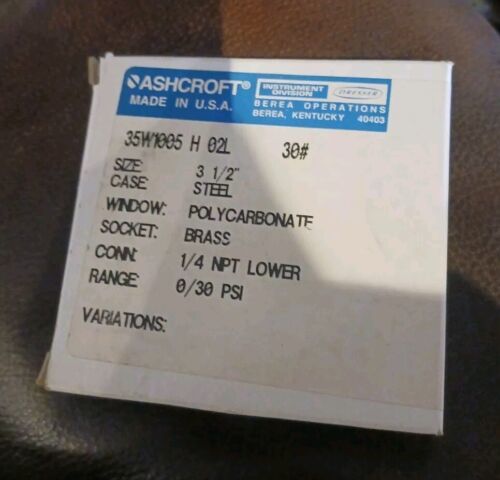 ASHCROFT®
MADE IN U.S.A.
INSTRUMENT
DIVISION
DRESSER
BEREA OPERATIONS
BEREA, KENTUCKY 40403
35W1005 H 02L 30#
SIZE: 3 1/2"
CASE: STEEL
WINDOW: POLYCARBONATE
SOCKET: BRASS
CONN: 1/4 NPT LOWER
RANGE: 0/30 PSI
VARIATIONS: